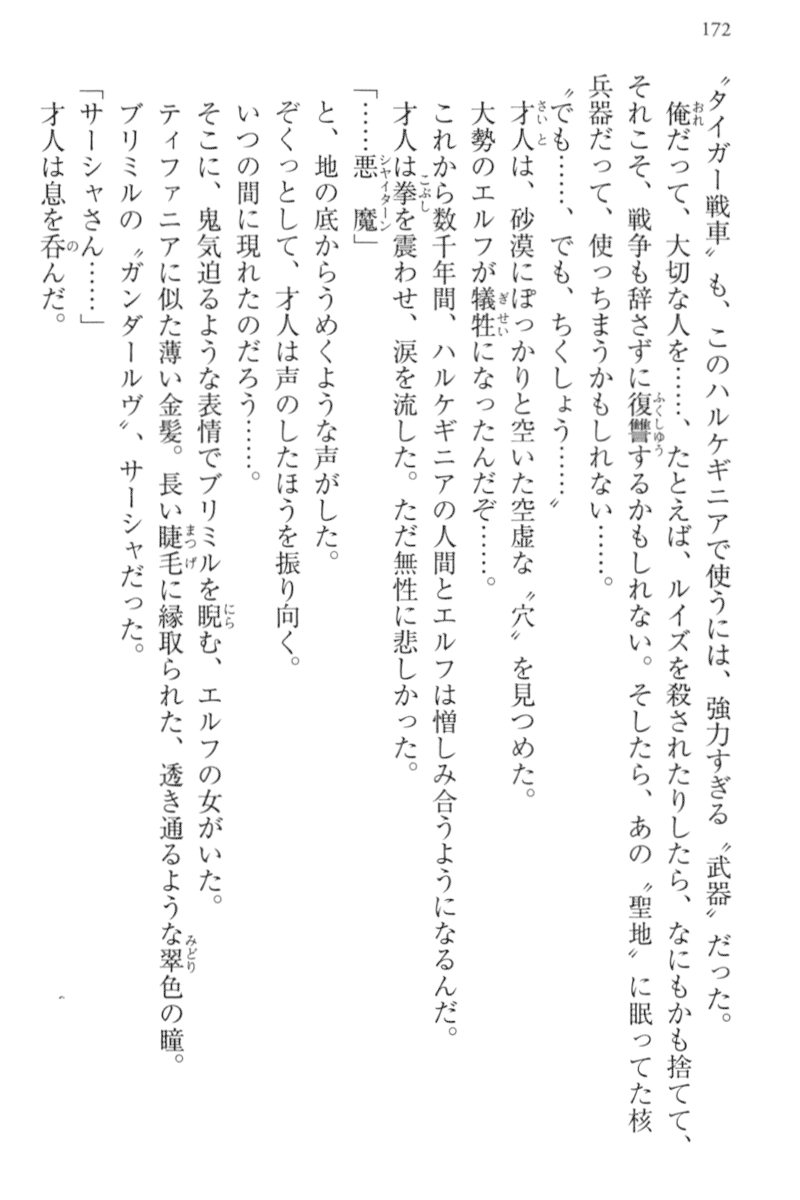 172
〝タイガー戦車〟も、このハルケギニアで使うには、強力すぎる〝武器〟だった。
俺だって、大切な人を……、たとえば、ルイズを殺されたりしたら、なにもかも捨てて、
それこそ、戦争も辞さずに復讐するかもしれない。そしたら、あの〝聖地〟に眠ってた核
兵器だって、使っちまうかもしれない……。
〝でも……、でも、ちくしょう……〟
才人は、砂漠にぽっかりと空いた空虚な〝穴〟を見つめた。
大勢のエルフが犠牲になったんだぞ……。
これから数千年間、ハルケギニアの人間とエルフは憎しみ合うようになるんだ。
才人は拳を震わせ、涙を流した。ただ無性に悲しかった。
「……悪魔」
と、地の底からうめくような声がした。
ぞくっとして、才人は声のしたほうを振り向く。
いつの間に現れたのだろう……。
そこに、鬼気迫るような表情でブリミルを睨む、エルフの女がいた。
ティファニアに似た薄い金髪。長い睫毛に縁取られた、透き通るような翠色の瞳。
ブリミルの〝ガンダールヴ〟、サーシャだった。
「サーシャさん……」
才人は息を呑んだ。